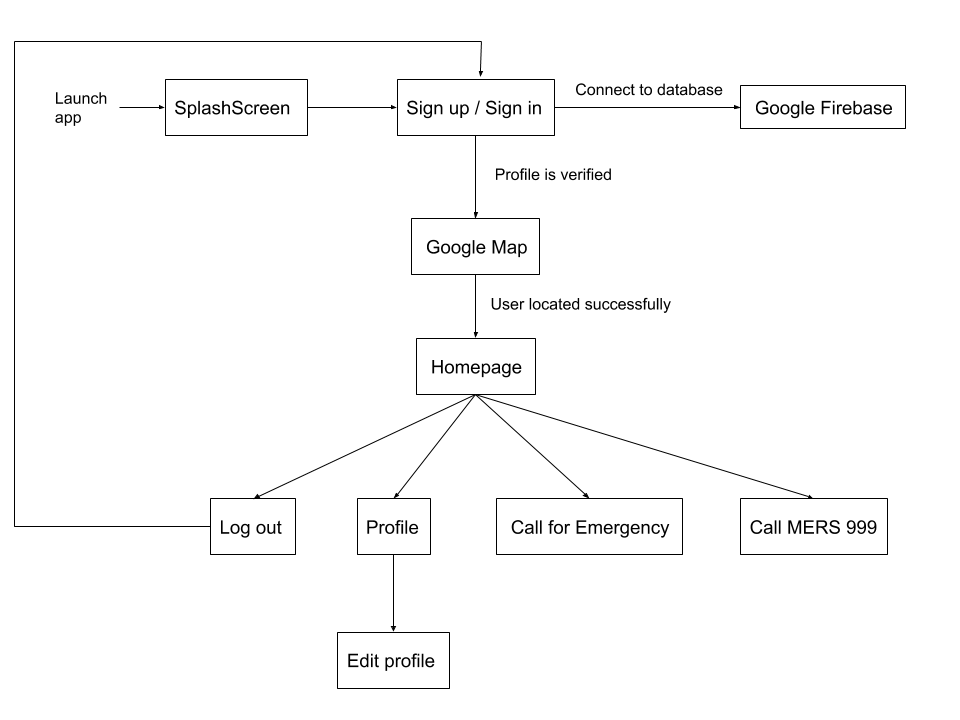 Launch
app
SplashScreen
Sign up / Sign in
Connect to database
Google Firebase
Profile is verified
Google Map
User located successfully
Homepage
Log out
Profile
Call for Emergency
Call MERS 999
Edit profile